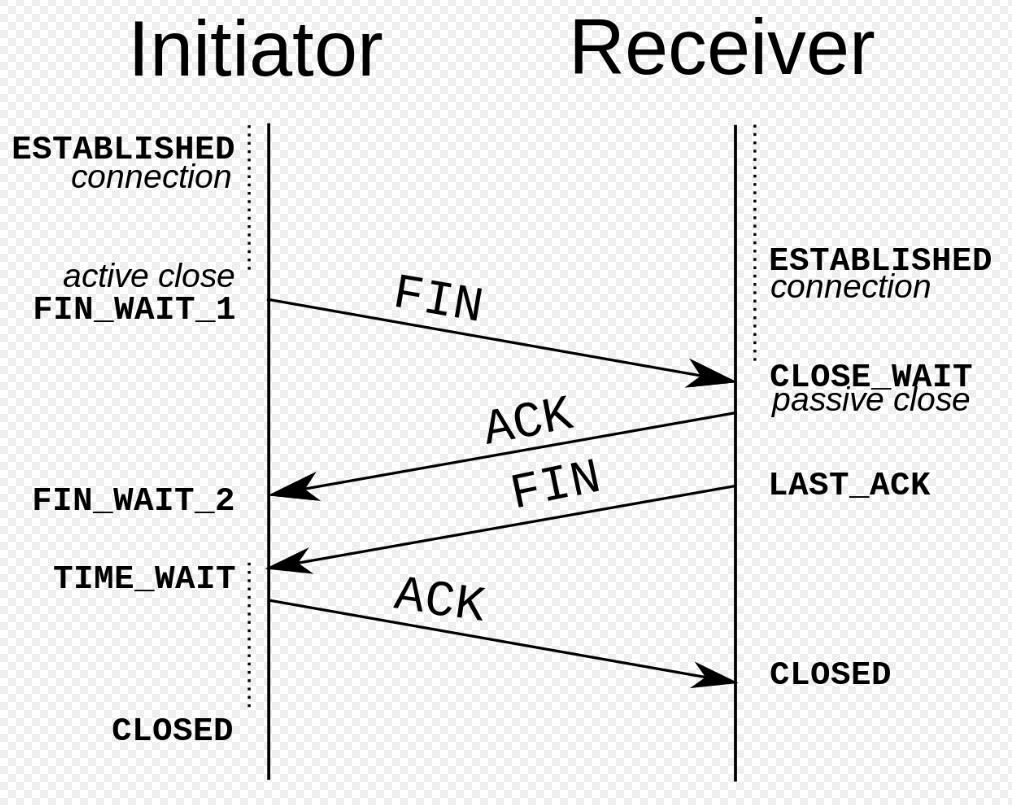 Initiator
Receiver
ESTABLISHED
connection
active close
FIN_WAIT_1
FIN
ESTABLISHED
connection
CLOSE_WAIT
passive close
ACK
FIN
LAST_ACK
FIN_WAIT_2
TIME_WAIT
ACK
CLOSED
CLOSED